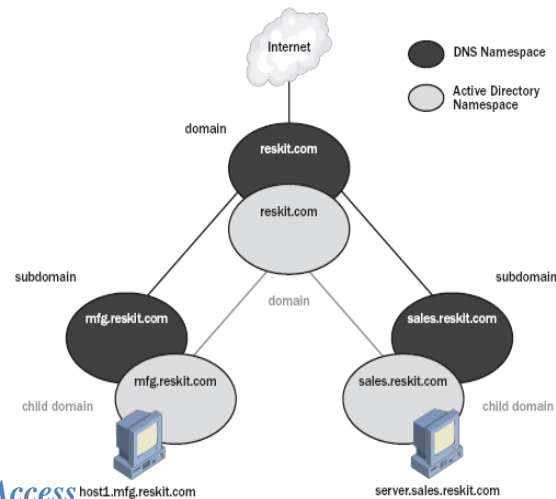 Internet
DNS Namespace
Active Directory
Namespace
domain
reskit.com
reskit.com
subdomain
subdomain
domain
mfg.reskit.com
sales.reskit.com
mfg.reskit.com
sales.reskit.com
child domain
child domain
Access
host1.mfg.reskit.com
server.sales.reskit.com